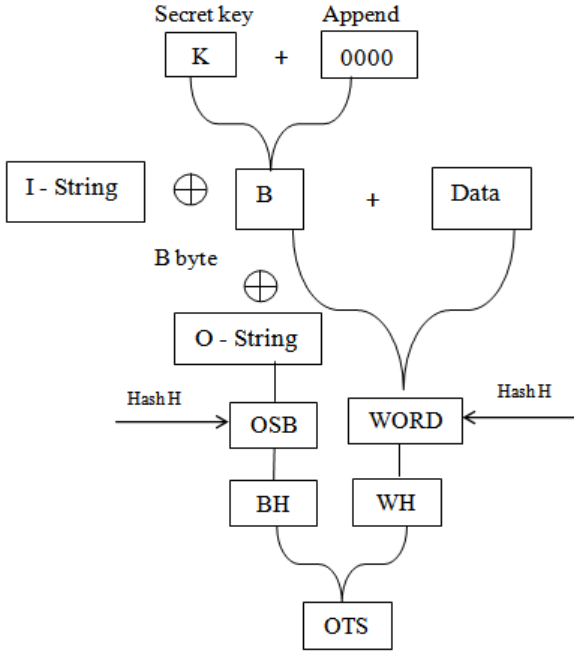 Secret key
Append
K
+
0000
I - String
B
+
Data
B byte
O - String
Hash H
Hash H
OSB
WORD
BH
WH
OTS